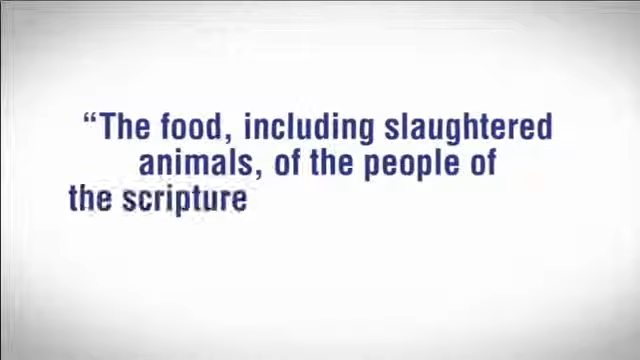 “The food, including slaughtered
animals, of the people of
the scripture